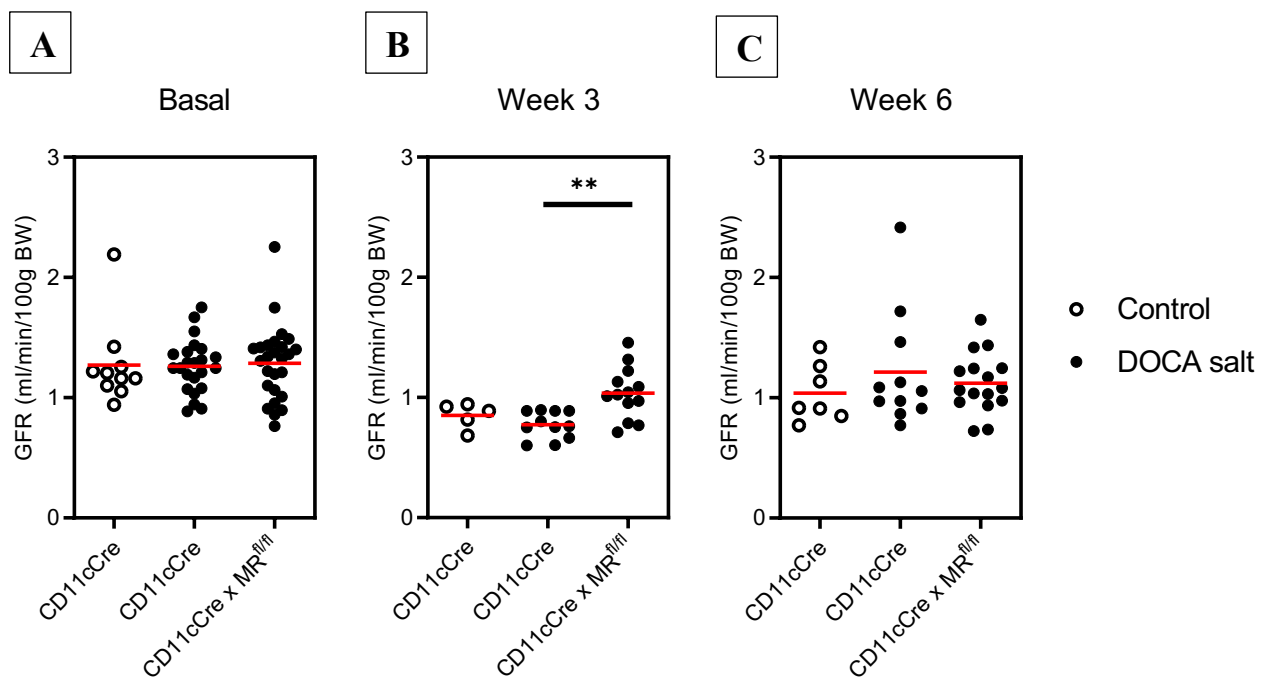 A
B
C
Basal
Week 3
Week 6
GFR (ml/min/100g BW)
3
2
1
0
CD11cCre
CD11cCre
CD11cCre x MRfl/fl
GFR (ml/min/100g BW)
3
2
1
0
**
CD11cCre
CD11cCre
CD11cCre x MRfl/fl
GFR (ml/min/100g BW)
3
2
1
0
CD11cCre
CD11cCre
CD11cCre x MRfl/fl
Control
DOCA salt